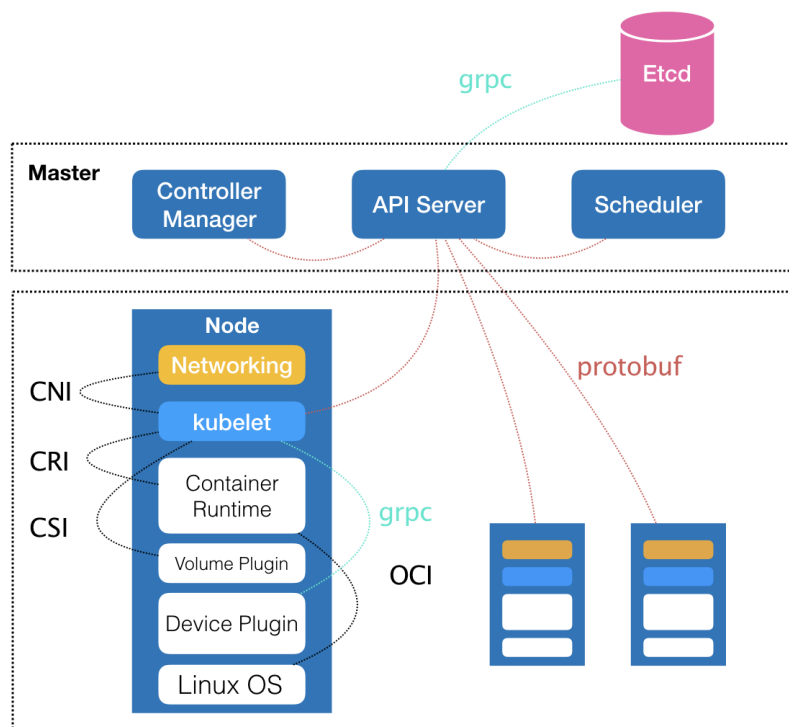 Etcd
grpc
Master
Controller
Manager
API Server
Scheduler
Node
Networking
protobuf
CNI
kubelet
CRI
Container
Runtime
grpc
CSI
Volume Plugin
OCI
Device Plugin
Linux OS